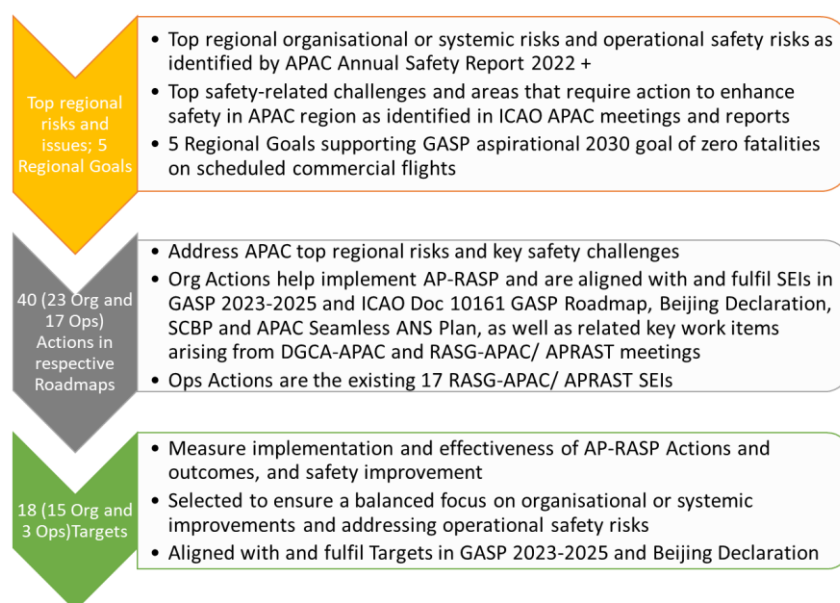 Top regional
risks and
issues; 5
Regional Goals
• Top regional organisational or systemic risks and operational safety risks as
identified by APAC Annual Safety Report 2022 +
• Top safety-related challenges and areas that require action to enhance
safety in APAC region as identified in ICAO APAC meetings and reports
• 5 Regional Goals supporting GASP aspirational 2030 goal of zero fatalities
on scheduled commercial flights
40 (23 Org and
17 Ops)
Actions in
respective
Roadmaps
• Address APAC top regional risks and key safety challenges
• Org Actions help implement AP-RASP and are aligned with and fulfil SEIs in
GASP 2023-2025 and ICAO Doc 10161 GASP Roadmap, Beijing Declaration,
SCBP and APAC Seamless ANS Plan, as well as related key work items
arising from DGCA-APAC and RASG-APAC/ APRAST meetings
• Ops Actions are the existing 17 RASG-APAC/ APRAST SEIs
18 (15 Org and
3 Ops)Targets
• Measure implementation and effectiveness of AP-RASP Actions and
outcomes, and safety improvement
• Selected to ensure a balanced focus on organisational or systemic
improvements and addressing operational safety risks
• Aligned with and fulfil Targets in GASP 2023-2025 and Beijing Declaration